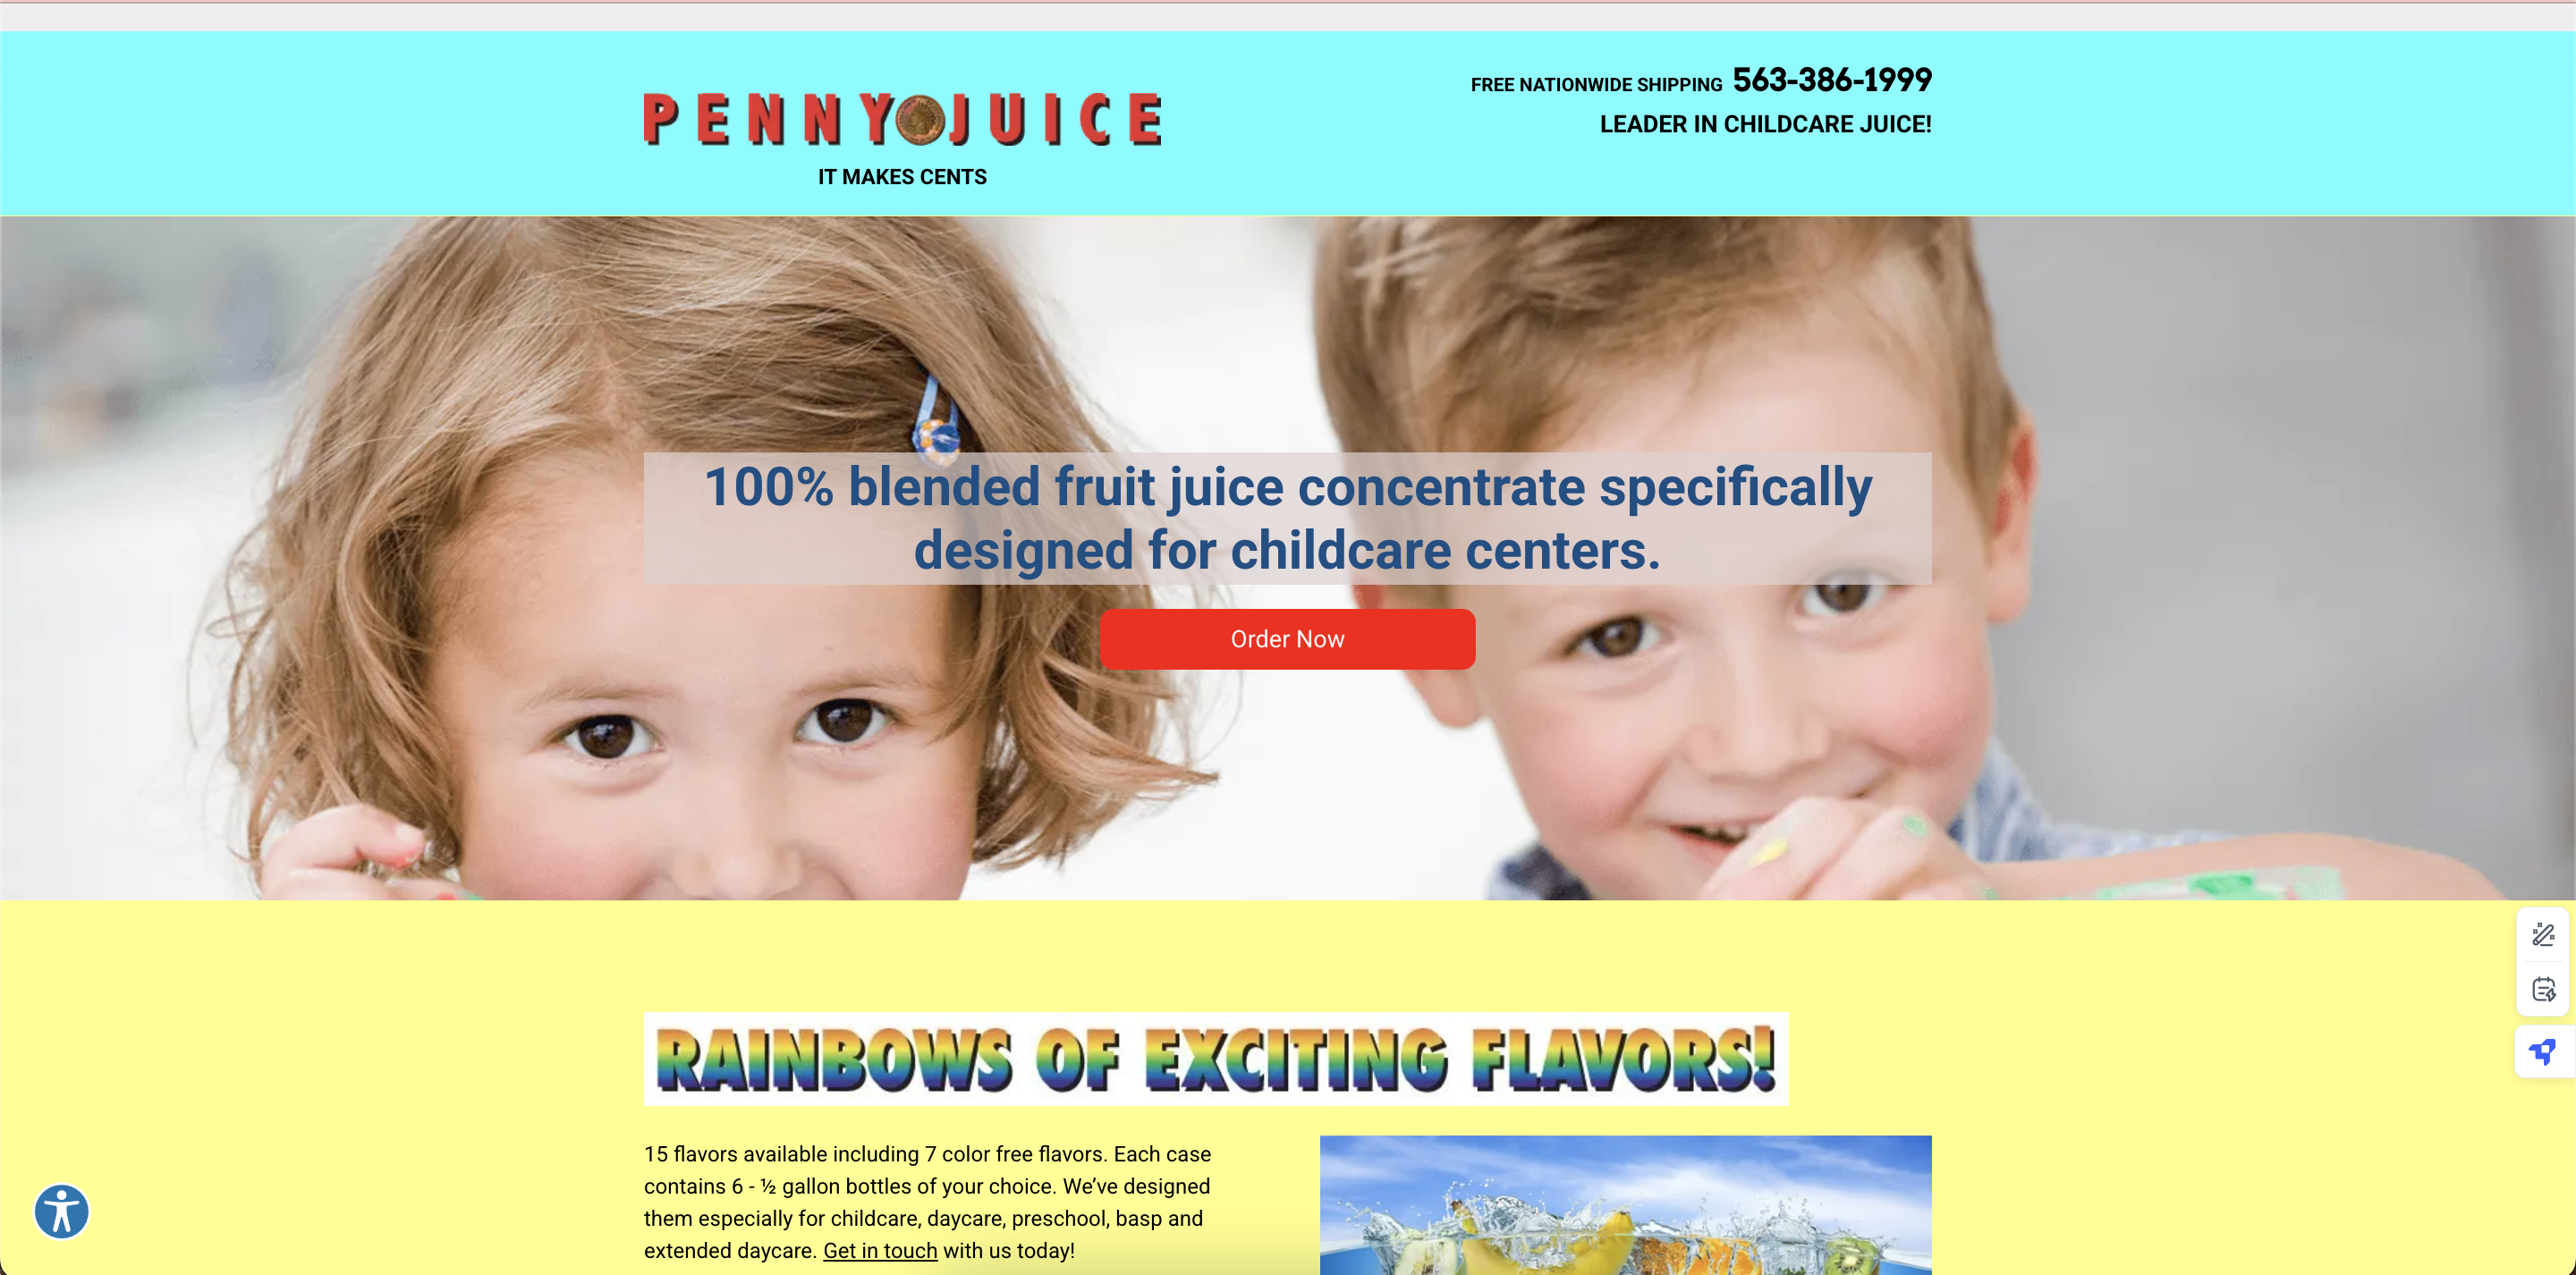 PENNY JUICE
IT MAKES CENTS
FREE NATIONWIDE SHIPPING 563-386-1999
LEADER IN CHILDCARE JUICE!
100% blended fruit juice concentrate specifically
designed for childcare centers.
Order Now
RAINBOWS OF EXCITING FLAVORS!
15 flavors available including 7 color free flavors. Each case
contains 6 - ½ gallon bottles of your choice. We’ve designed
them especially for childcare, daycare, preschool, basp and
extended daycare. Get in touch with us today!